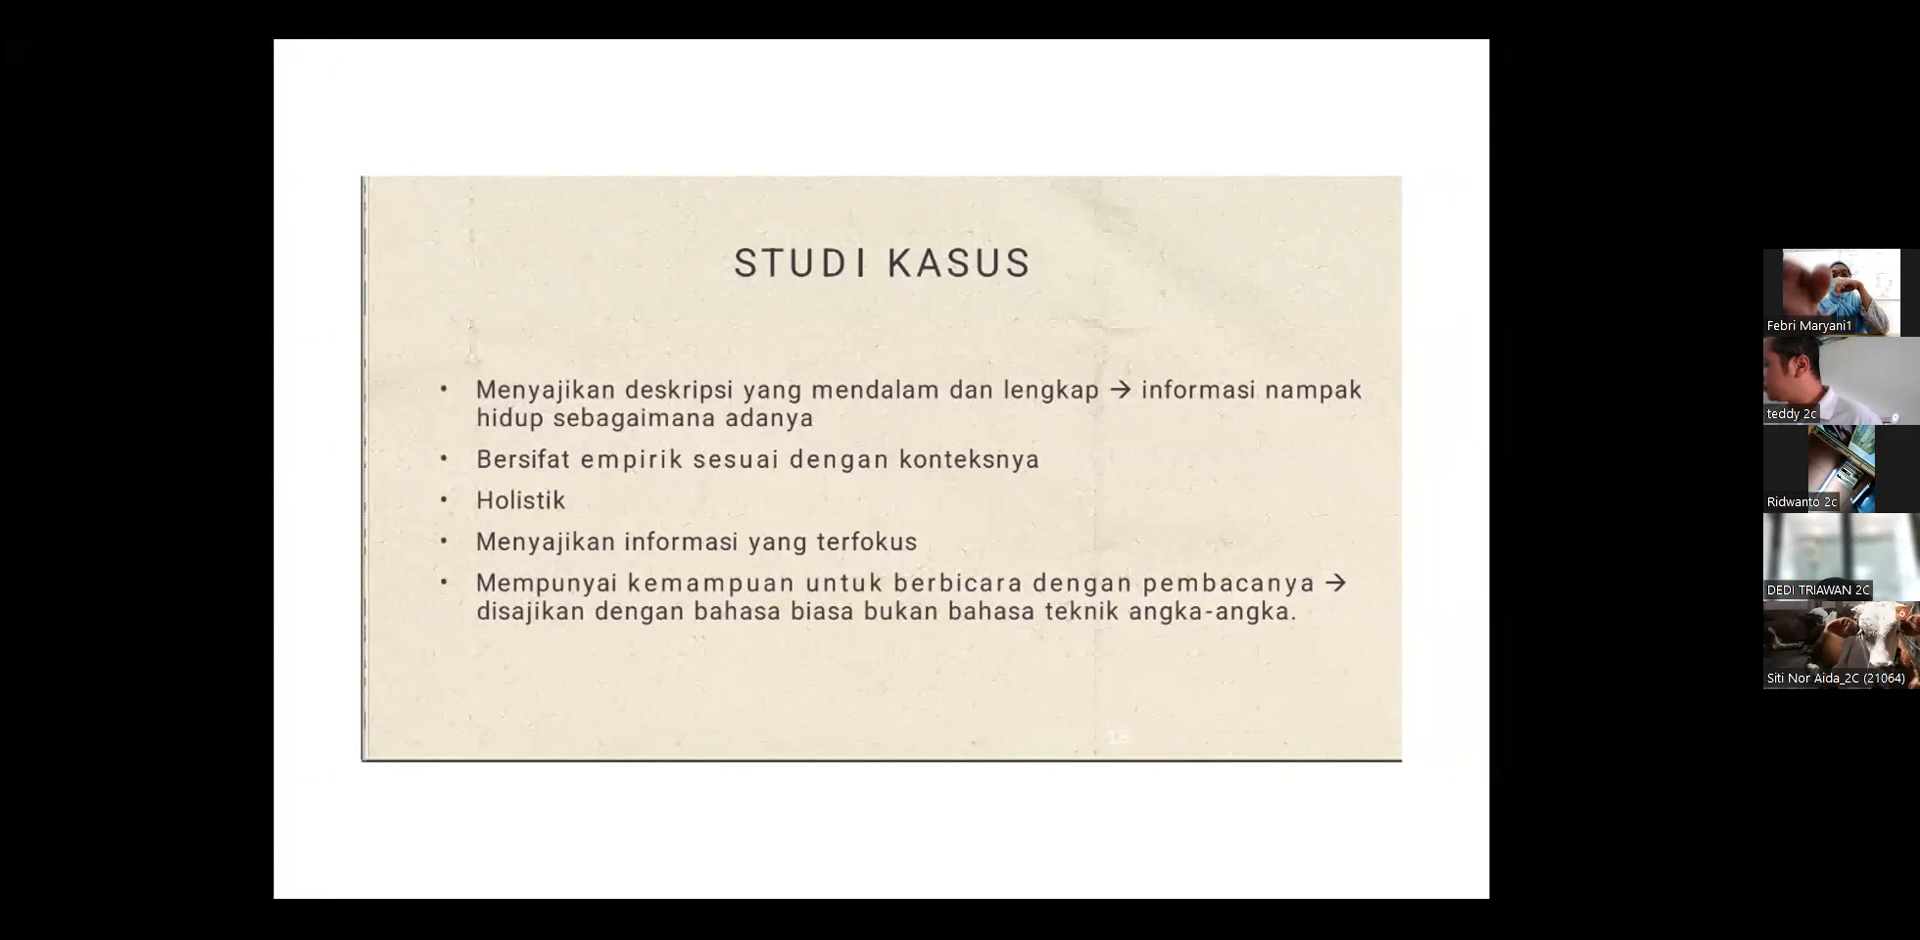 STUDI KASUS
• Menyajikan deskripsi yang mendalam dan lengkap → informasi nampak
hidup sebagaimana adanya
• Bersifat empirik sesuai dengan konteksnya
• Holistik
• Menyajikan informasi yang terfokus
• Mempunyai kemampuan untuk berbicara dengan pembacanya →
disajikan dengan bahasa biasa bukan bahasa teknik angka-angka.
Febri Maryani1
teddy 2c
Ridwanto 2c
DEDI TRIAWAN 2C
Siti Nor Aida_2C (21064)